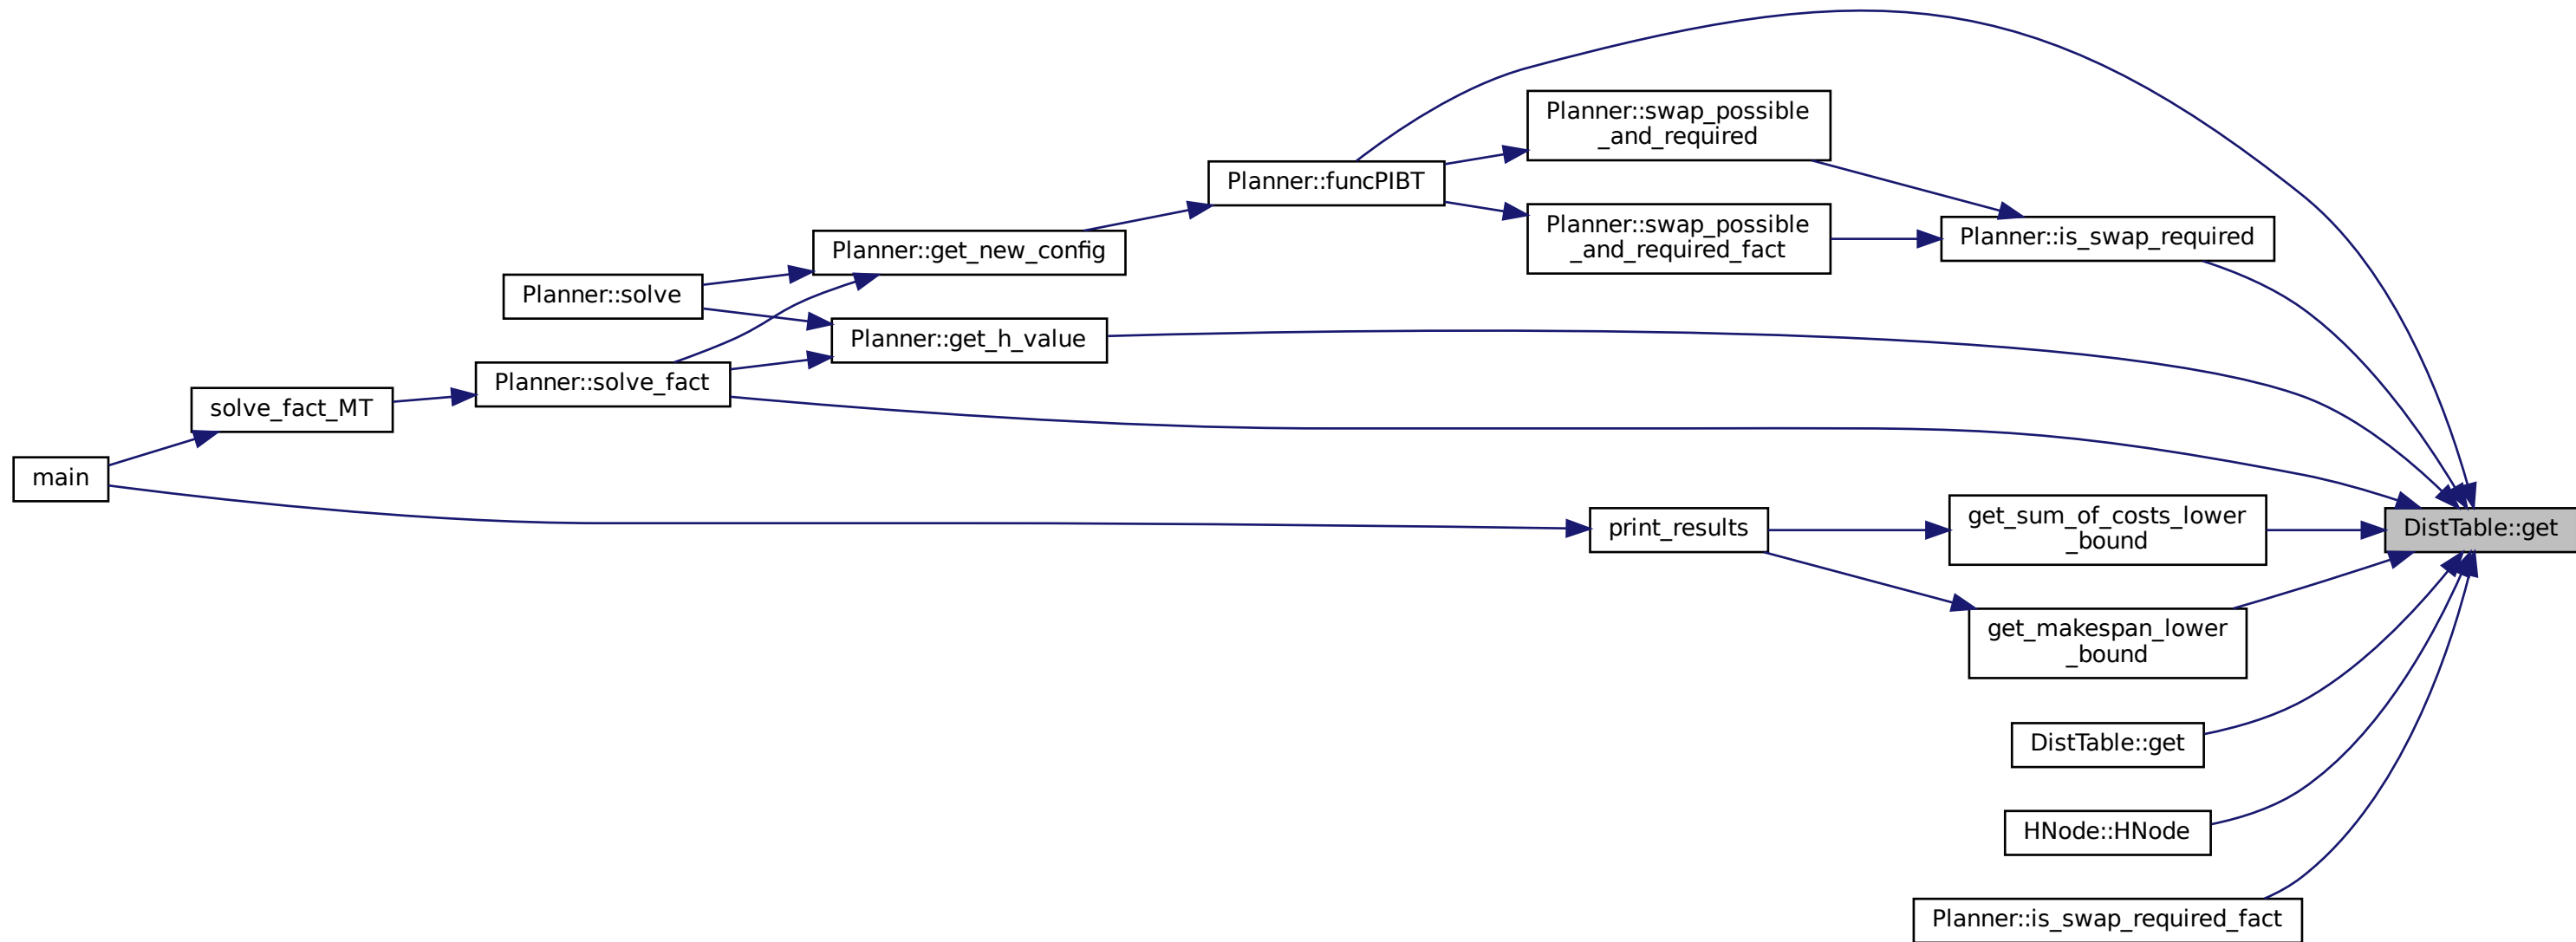 Planner::swap_possible
_and_required
Planner::funcPIBT
Planner::swap_possible
_and_required_fact
Planner::is_swap_required
Planner::get_new_config
Planner::solve
Planner::get_h_value
Planner::solve_fact
solve_fact_MT
main
print_results
get_sum_of_costs_lower
_bound
DistTable::get
get_makespan_lower
_bound
DistTable::get
HNode::HNode
Planner::is_swap_required_fact